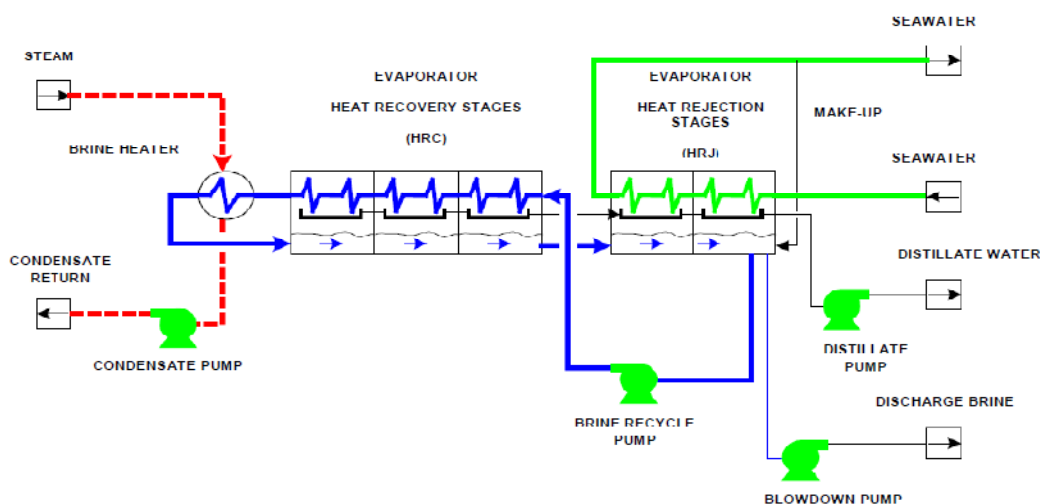 SEAWATER
STEAM
EVAPORATOR
HEAT RECOVERY STAGES
(HRC)
EVAPORATOR
HEAT REJECTION
STAGES
(HRJ)
MAKE-UP
BRINE HEATER
SEAWATER
CONDENSATE
RETURN
DISTILLATE WATER
CONDENSATE PUMP
DISTILLATE
PUMP
BRINE RECYCLE
PUMP
DISCHARGE BRINE
BLOWDOWN PUMP